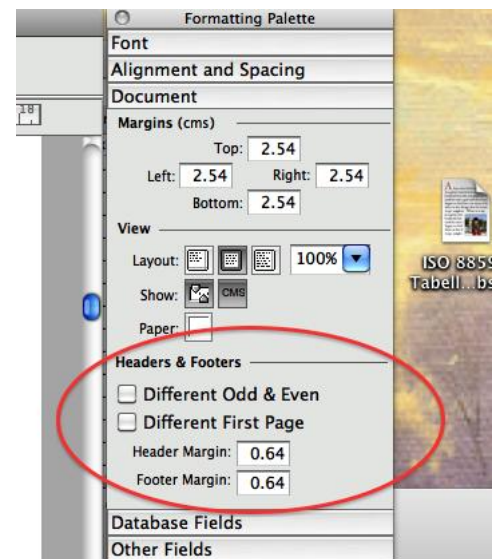 Formatting Palette
Font
Alignment and Spacing
18
Document
Margins (cms)
Top: 2.54
Left: 2.54 Right: 2.54
Bottom: 2.54
View
Layout: 100%
ISO 8859
Tabell...bs
Show: CMS
Paper:
Headers & Footers
Different Odd & Even
Different First Page
Header Margin: 0.64
Footer Margin: 0.64
Database Fields
Other Fields